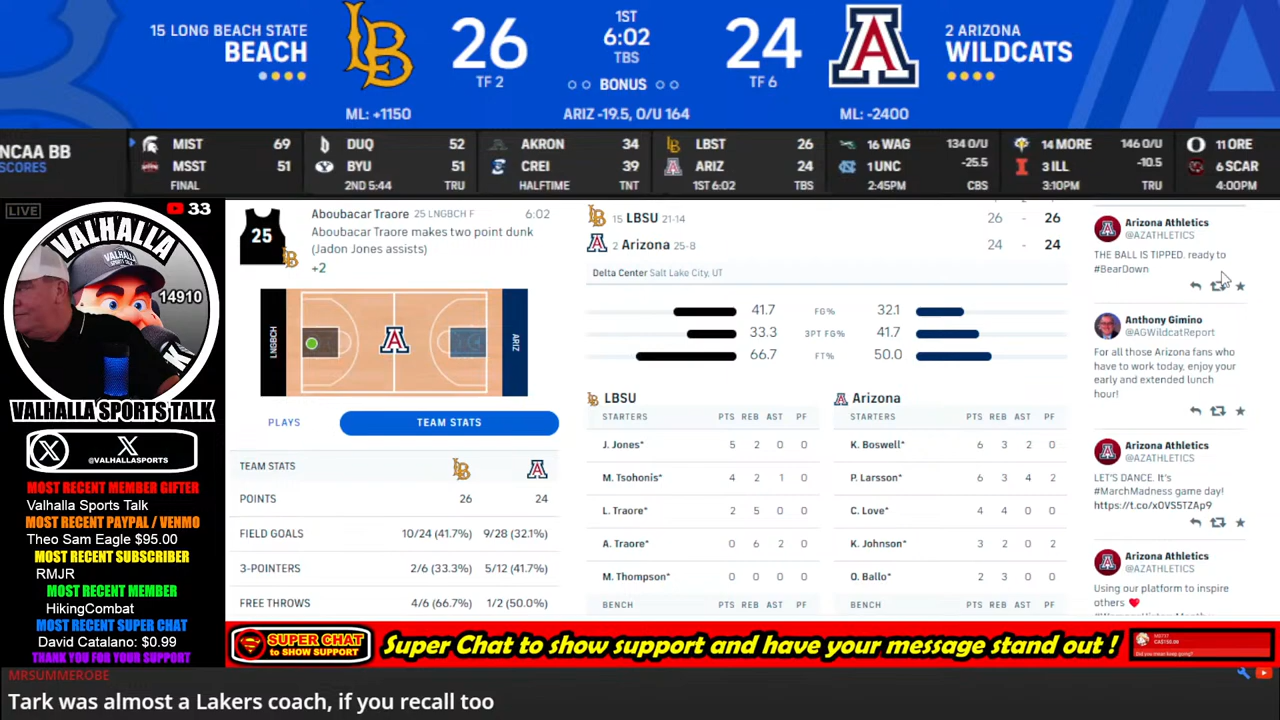 15 LONG BEACH STATE
BEACH
LB
26
TF 2
1ST
6:02
TBS
BONUS
24
TF 6
A
2 ARIZONA
WILDCATS
ML: +1150
ARIZ -19.5, O/U 164
ML: -2400
NCAA BB
SCORES
MIST 69
MSST 51
FINAL
DUQ 52
BYU 51
2ND 5:44 TRU
AKRON 34
CREI 39
HALFTIME TNT
LBST 26
ARIZ 24
1ST 6:02 TBS
16 WAG 134 O/U
1 UNC -25.5
2:45PM CBS
14 MORE 146 O/U
3 ILL -10.5
3:10PM TRU
11 ORE
6 SCAR
4:00PM
LIVE
33
VALHALLA
14910
VALHALLA SPORTS TALK
X
@VALHALLASPORTS
MOST RECENT MEMBER GIFTER
Valhalla Sports Talk
MOST RECENT PAYPAL / VENMO
Theo Sam Eagle $95.00
MOST RECENT SUBSCRIBER
RMJR
MOST RECENT MEMBER
HikingCombat
MOST RECENT SUPER CHAT
David Catalano: $0.99
THANK YOU FOR YOUR SUPPORT
25
Aboubacar Traore 25 LNGBCH F 6:02
Aboubacar Traore makes two point dunk
(Jadon Jones assists)
+2
LNGBCH
A
ARIZ
PLAYS
TEAM STATS
TEAM STATS
POINTS 26 24
FIELD GOALS 10/24 (41.7%) 9/28 (32.1%)
3-POINTERS 2/6 (33.3%) 5/12 (41.7%)
FREE THROWS 4/6 (66.7%) 1/2 (50.0%)
15 LBSU 21-14 26 - 26
2 Arizona 25-8 24 - 24
Delta Center Salt Lake City, UT
41.7 FG% 32.1
33.3 3PT FG% 41.7
66.7 FT% 50.0
LBSU
STARTERS PTS REB AST PF
J. Jones* 5 2 0 0
M. Tsohonis* 4 2 1 0
L. Traore* 2 5 0 0
A. Traore* 0 6 2 0
M. Thompson* 0 0 0 0
BENCH PTS REB AST PF
Arizona
STARTERS PTS REB AST PF
K. Boswell* 6 3 2 0
P. Larsson* 6 3 4 2
C. Love* 4 4 0 0
K. Johnson* 3 2 0 2
O. Ballo* 2 3 0 0
BENCH PTS REB AST PF
Arizona Athletics
@AZATHLETICS
THE BALL IS TIPPED. ready to
#BearDown
Anthony Gimino
@AGWildcatReport
For all those Arizona fans who
have to work today, enjoy your
early and extended lunch
hour!
Arizona Athletics
@AZATHLETICS
LET'S DANCE. It's
#MarchMadness game day!
https://t.co/xOVS5TZAp9
Arizona Athletics
@AZATHLETICS
Using our platform to inspire
others
SUPER CHAT
to SHOW SUPPORT
Super Chat to show support and have your message stand out !
MRSUMMEROBE
Tark was almost a Lakers coach, if you recall too